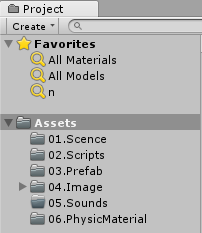 Project
Create
Favorites
All Materials
All Models
n
Assets
01.Scence
02.Scripts
03.Prefab
04.Image
05.Sounds
06.PhysicMaterial